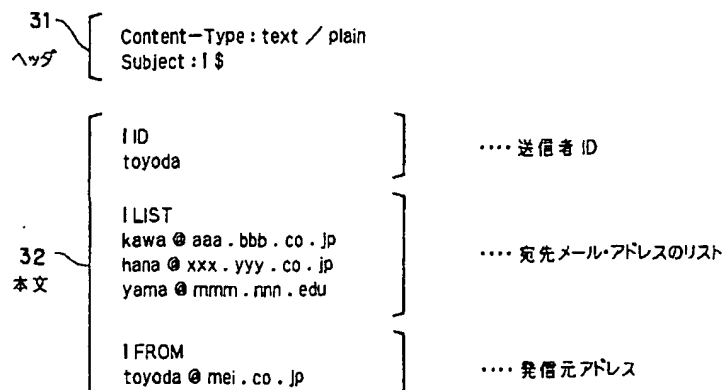 31
ヘッダ
Content-Type : text / plain
Subject : ! $
! ID
toyoda
‥‥ 送信者 ID
! LIST
kawa @ aaa . bbb . co . jp
hana @ xxx . yyy . co . jp
yama @ mmm . nnn . edu
‥‥ 宛先メール・アドレスのリスト
32
本文
! FROM
toyoda @ mei . co . jp
‥‥ 発信元アドレス